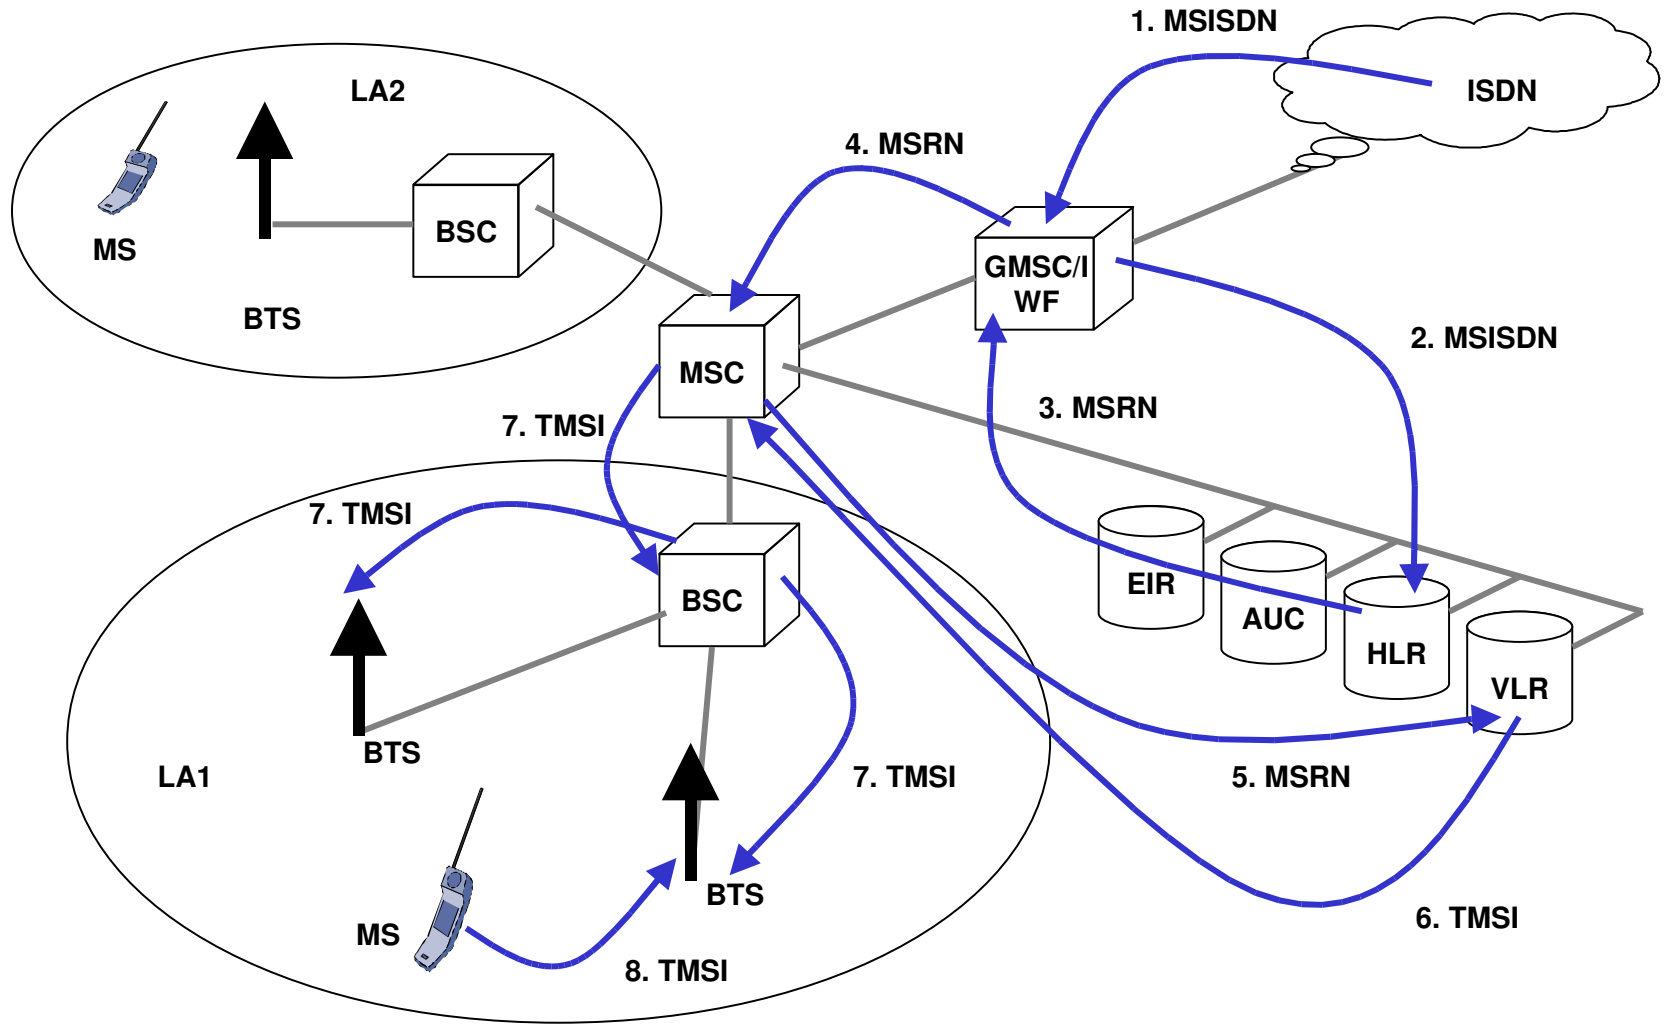 1. MSISDN
ISDN
LA2
4. MSRN
BSC
MS
GMSC/I
WF
BTS
2. MSISDN
MSC
3. MSRN
7. TMSI
7. TMSI
EIR
BSC
AUC
HLR
VLR
BTS
LA1
7. TMSI
5. MSRN
BTS
6. TMSI
MS
8. TMSI